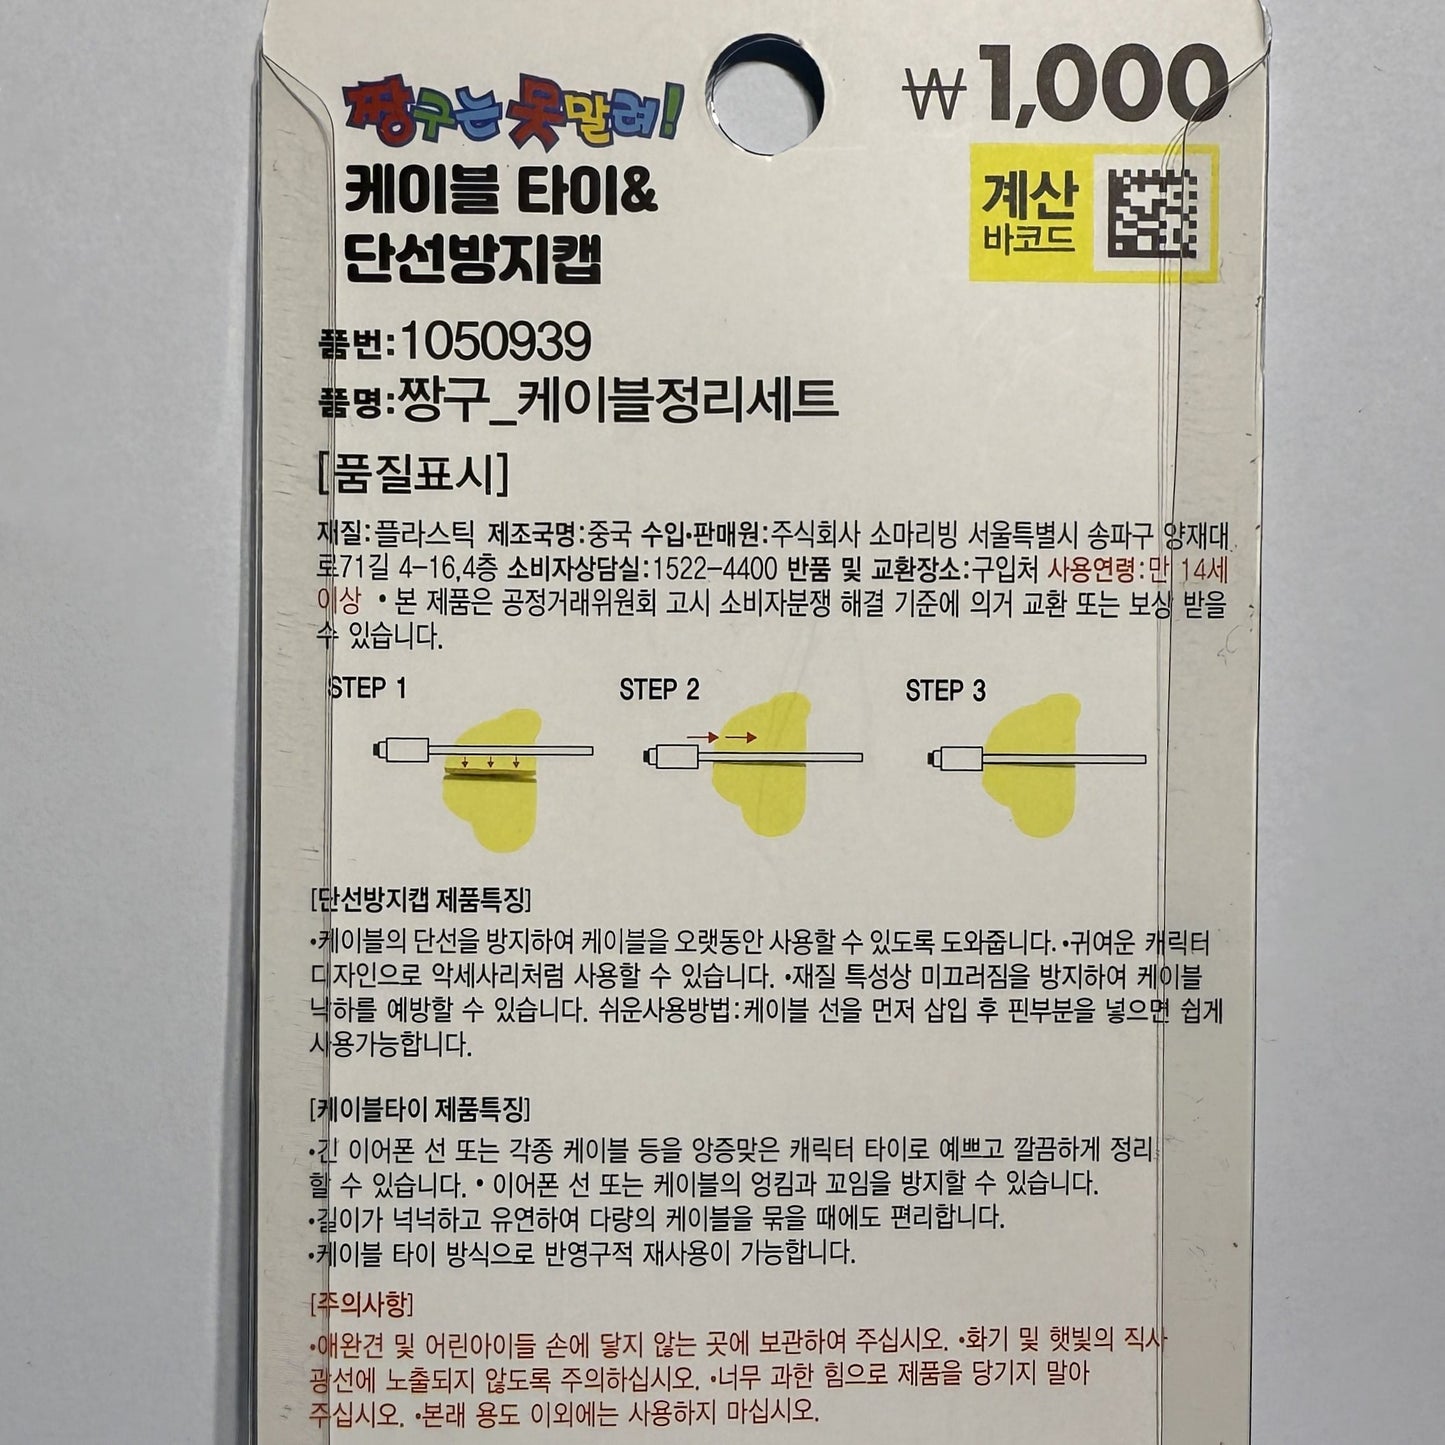 짱구는 못말려!
₩1,000
케이블 타이&
단선방지캡
계산
바코드
품번:1050939
품명:짱구_케이블정리세트
[품질표시]
재질:플라스틱 제조국명:중국 수입•판매원:주식회사 소마리빙 서울특별시 송파구 양재대
로71길 4-16,4층 소비자상담실:1522-4400 반품 및 교환장소:구입처 사용연령:만 14세
이상 •본 제품은 공정거래위원회 고시 소비자분쟁 해결 기준에 의거 교환 또는 보상 받을
수 있습니다.
STEP 1
STEP 2
STEP 3
[단선방지캡 제품특징]
•케이블의 단선을 방지하여 케이블을 오랫동안 사용할 수 있도록 도와줍니다. •귀여운 캐릭터
디자인으로 악세사리처럼 사용할 수 있습니다. •재질 특성상 미끄러짐을 방지하여 케이블
낙하를 예방할 수 있습니다. 쉬운사용방법:케이블 선을 먼저 삽입 후 핀부분을 넣으면 쉽게
사용가능합니다.
[케이블타이 제품특징]
•긴 이어폰 선 또는 각종 케이블 등을 앙증맞은 캐릭터 타이로 예쁘고 깔끔하게 정리
할 수 있습니다. •이어폰 선 또는 케이블의 엉킴과 꼬임을 방지할 수 있습니다.
•길이가 넉넉하고 유연하여 다량의 케이블을 묶을 때에도 편리합니다.
•케이블 타이 방식으로 반영구적 재사용이 가능합니다.
[주의사항]
•애완견 및 어린아이들 손에 닿지 않는 곳에 보관하여 주십시오. •화기 및 햇빛의 직사
광선에 노출되지 않도록 주의하십시오. •너무 과한 힘으로 제품을 당기지 말아
주십시오. •본래 용도 이외에는 사용하지 마십시오.